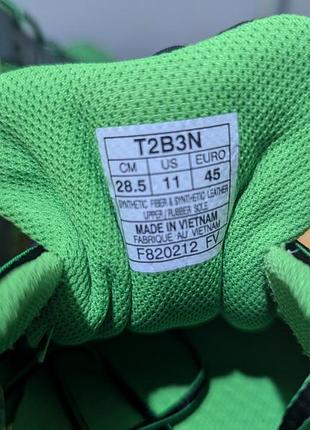 T2B3N
CM US EURO
28.5 11 45
SYNTHETIC FIBER & SYNTHETIC LEATHER
UPPER / RUBBER SOLE
MADE IN VIETNAM
FABRIQUE AU VIETNAM
F820212 FV